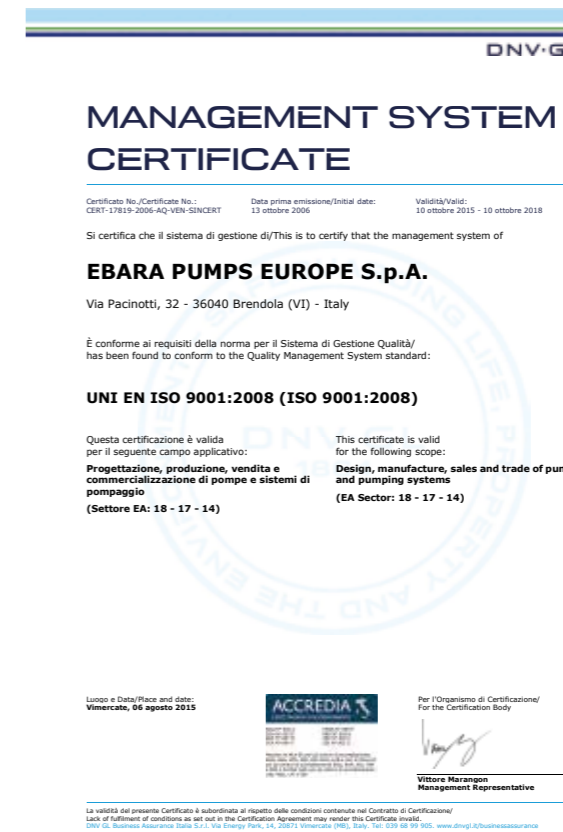 DNV·G
MANAGEMENT SYSTEM
CERTIFICATE
Certificato No./Certificate No.:
CERT-17819-2006-AQ-VEN-SINCERT
Data prima emissione/Initial date:
13 ottobre 2006
Validità/Valid:
10 ottobre 2015 - 10 ottobre 2018
Si certifica che il sistema di gestione di/This is to certify that the management system of
EBARA PUMPS EUROPE S.p.A.
Via Pacinotti, 32 - 36040 Brendola (VI) - Italy
È conforme ai requisiti della norma per il Sistema di Gestione Qualità/
has been found to conform to the Quality Management System standard:
UNI EN ISO 9001:2008 (ISO 9001:2008)
Questa certificazione è valida
per il seguente campo applicativo:
Progettazione, produzione, vendita e
commercializzazione di pompe e sistemi di
pompaggio
(Settore EA: 18 - 17 - 14)
This certificate is valid
for the following scope:
Design, manufacture, sales and trade of pum
and pumping systems
(EA Sector: 18 - 17 - 14)
Luogo e Data/Place and date:
Vimercate, 06 agosto 2015
ACCREDIA
Per l'Organismo di Certificazione/
For the Certification Body
Vittore Marangon
Management Representative
La validità del presente Certificato è subordinata al rispetto delle condizioni contenute nel Contratto di Certificazione/
Lack of fulfilment of conditions as set out in the Certification Agreement may render this Certificate invalid.
DNV GL Business Assurance Italia S.r.l. Via Energy Park, 14, 20871 Vimercate (MB), Italy. Tel: 039 68 99 905. www.dnvgl.it/businessassurance